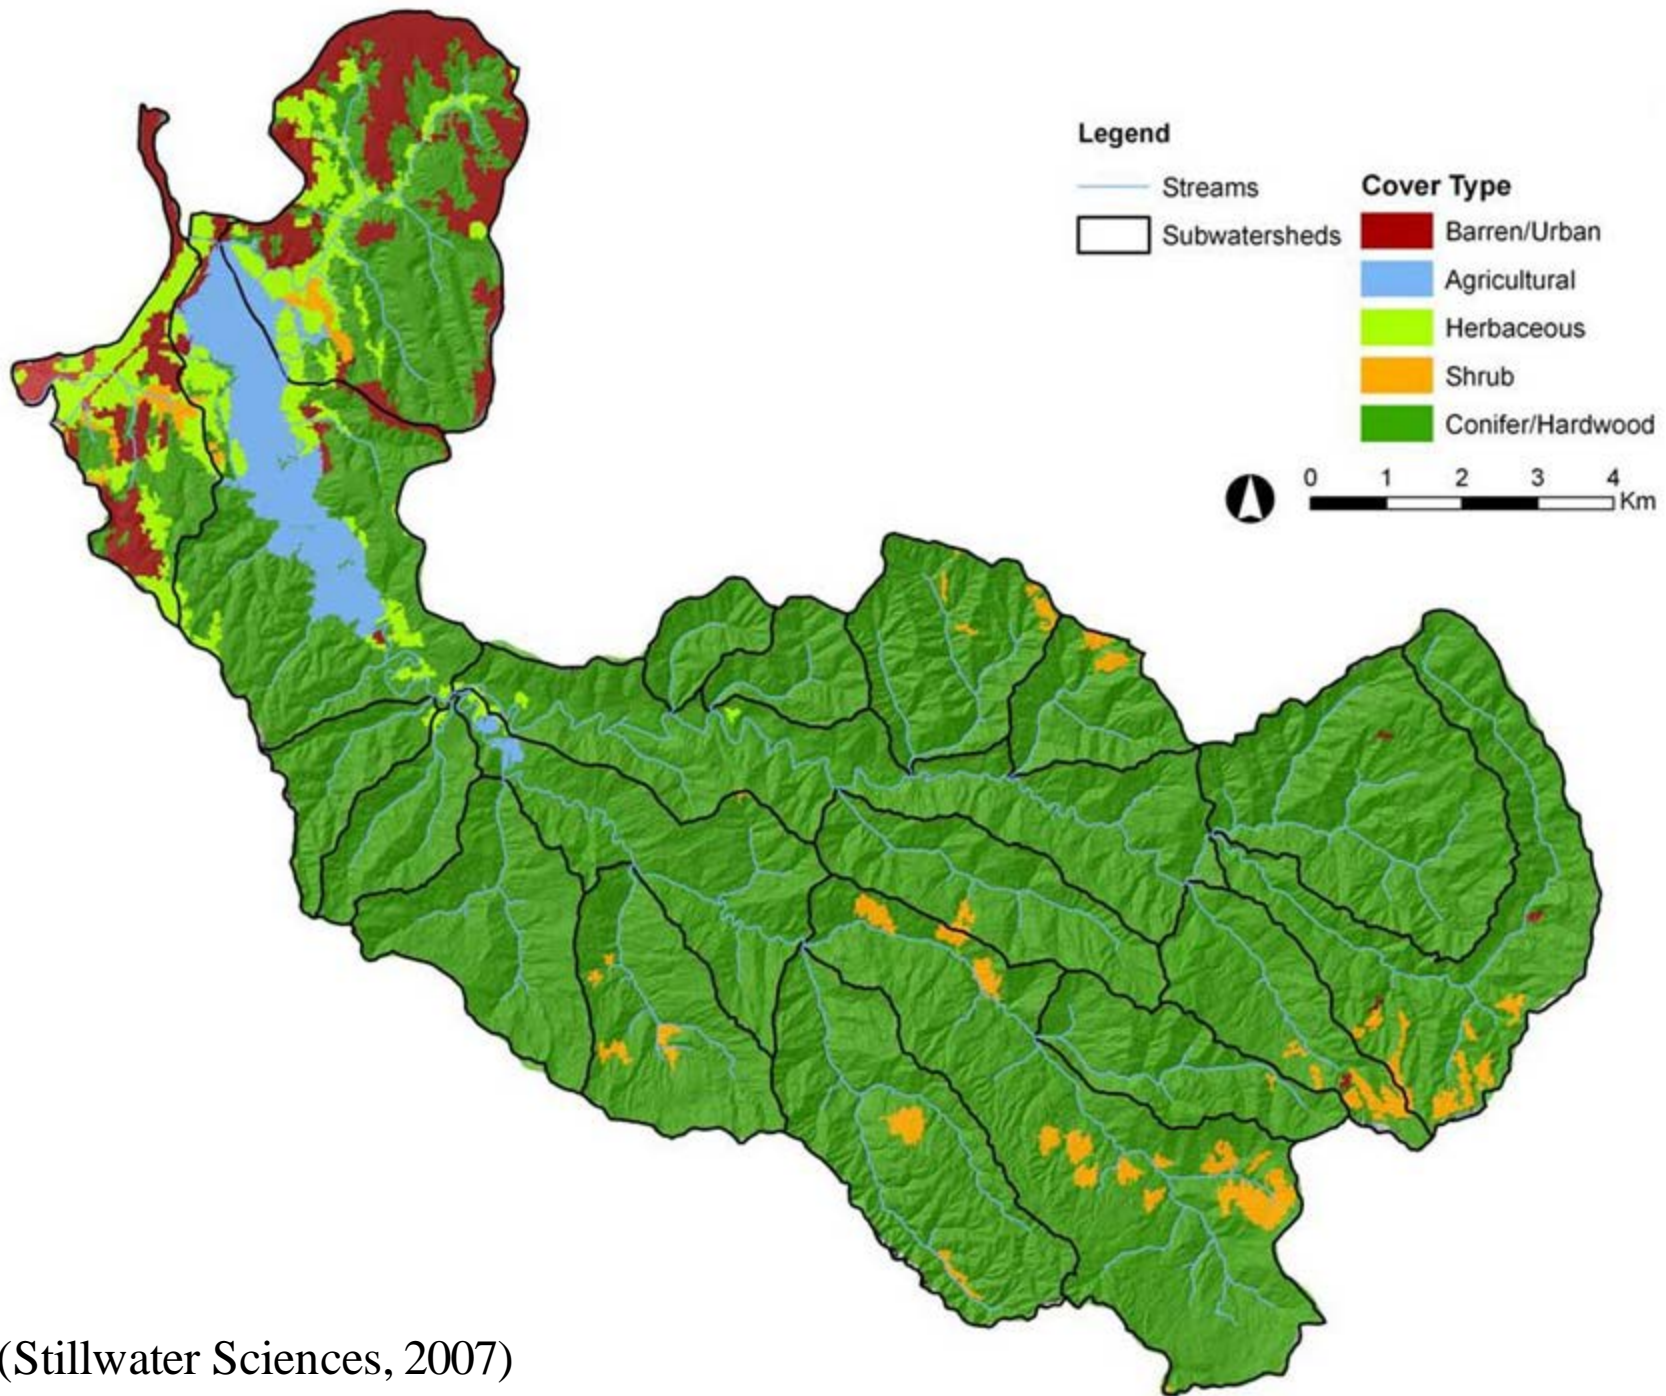 Legend
Streams
Subwatersheds
Cover Type
Barren/Urban
Agricultural
Herbaceous
Shrub
Conifer/Hardwood
0 1 2 3 4
Km
(Stillwater Sciences, 2007)